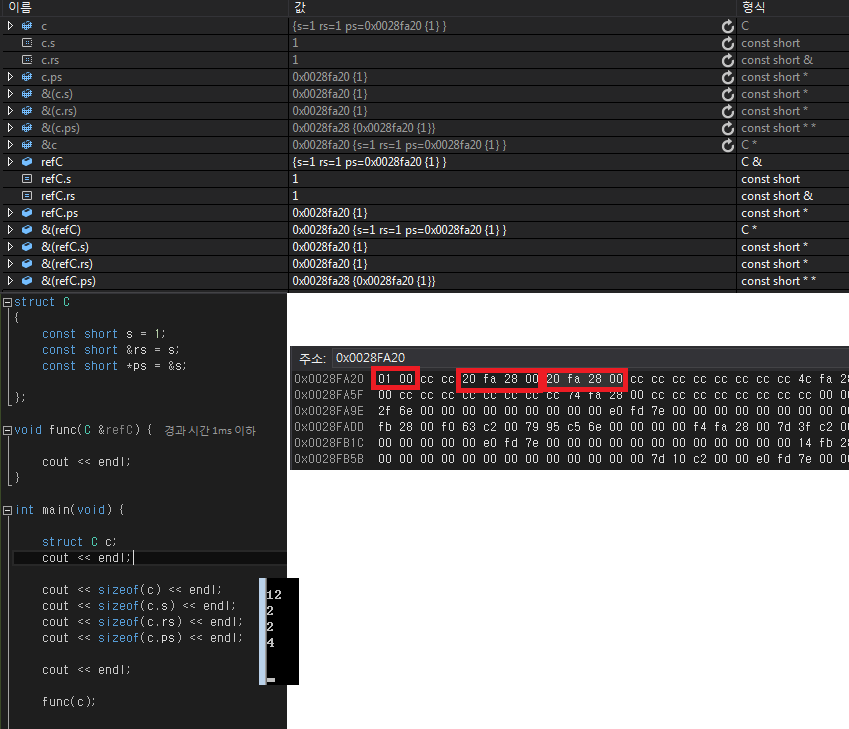 이름 값 형식
c {s=1 rs=1 ps=0x0028fa20 {1} } C
c.s 1 const short
c.rs 1 const short &
c.ps 0x0028fa20 {1} const short *
&(c.s) 0x0028fa20 {1} const short *
&(c.rs) 0x0028fa20 {1} const short *
&(c.ps) 0x0028fa28 {0x0028fa20 {1}} const short * *
&c 0x0028fa20 {s=1 rs=1 ps=0x0028fa20 {1} } C *
refC {s=1 rs=1 ps=0x0028fa20 {1} } C &
refC.s 1 const short
refC.rs 1 const short &
refC.ps 0x0028fa20 {1} const short *
&(refC) 0x0028fa20 {s=1 rs=1 ps=0x0028fa20 {1} } C *
&(refC.s) 0x0028fa20 {1} const short *
&(refC.rs) 0x0028fa20 {1} const short *
&(refC.ps) 0x0028fa28 {0x0028fa20 {1}} const short * *
struct C
{
const short s = 1;
const short &rs = s;
const short *ps = &s;
};
void func(C &refC) { 경과 시간 1ms 이하
cout << endl;
}
int main(void) {
struct C c;
cout << endl;
cout << sizeof(c) << endl;
cout << sizeof(c.s) << endl;
cout << sizeof(c.rs) << endl;
cout << sizeof(c.ps) << endl;
cout << endl;
func(c);
12
2
2
4
주소: 0x0028FA20
0x0028FA20 01 00 cc cc 20 fa 28 00 20 fa 28 00 cc cc cc cc cc cc cc cc 4c fa 28
0x0028FA5F 00 cc cc cc cc cc cc cc 74 fa 28 00 cc cc cc cc cc cc cc cc cc 00 00
0x0028FA9E 2f 6e 00 00 00 00 00 00 00 00 e0 fd 7e 00 00 00 00 00 00 00 00 00
0x0028FADD fb 28 00 f0 63 c2 00 79 95 c5 6e 00 00 00 00 f4 fa 28 00 7d 3f c2 00
0x0028FB1C 00 00 00 00 00 e0 fd 7e 00 00 00 00 00 00 00 00 00 00 00 14 fb 28
0x0028FB5B 00 00 00 00 00 00 00 00 00 00 00 00 00 7d 10 c2 00 00 e0 fd 7e 00 00